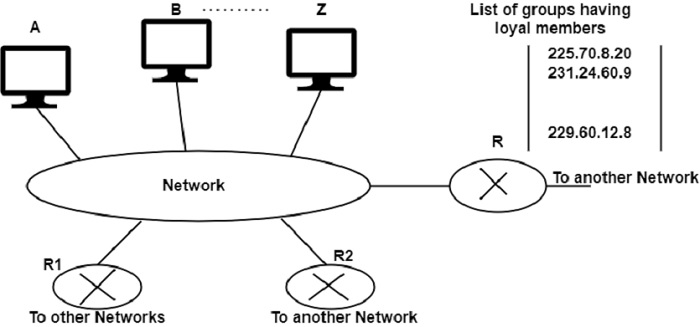 List of groups having
loyal members
A
B
Z
225.70.8.20
231.24.60.9
229.60.12.8
R
Network
To another Network
R1
R2
To other Networks
To another Network